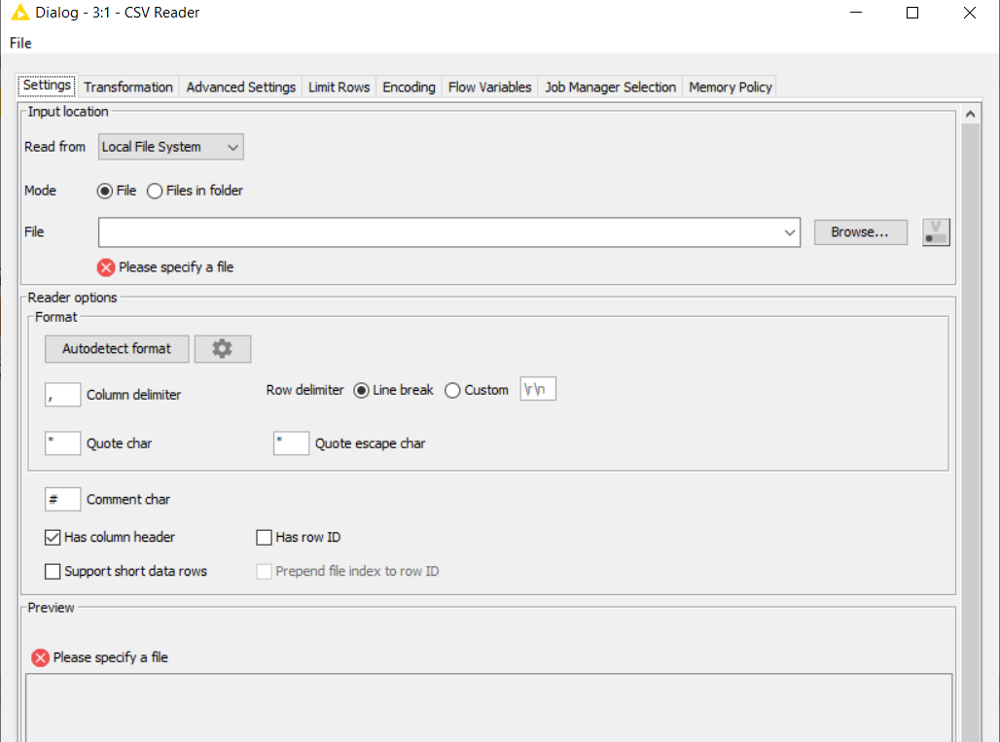 Dialog - 3:1 - CSV Reader
File
Settings Transformation Advanced Settings Limit Rows Encoding Flow Variables Job Manager Selection Memory Policy
Input location
Read from Local File System
Mode File Files in folder
File Browse... V
Please specify a file
Reader options
Format
Autodetect format
, Column delimiter Row delimiter Line break Custom \r\n
" Quote char " Quote escape char
# Comment char
Has column header Has row ID
Support short data rows Prepend file index to row ID
Preview
Please specify a file